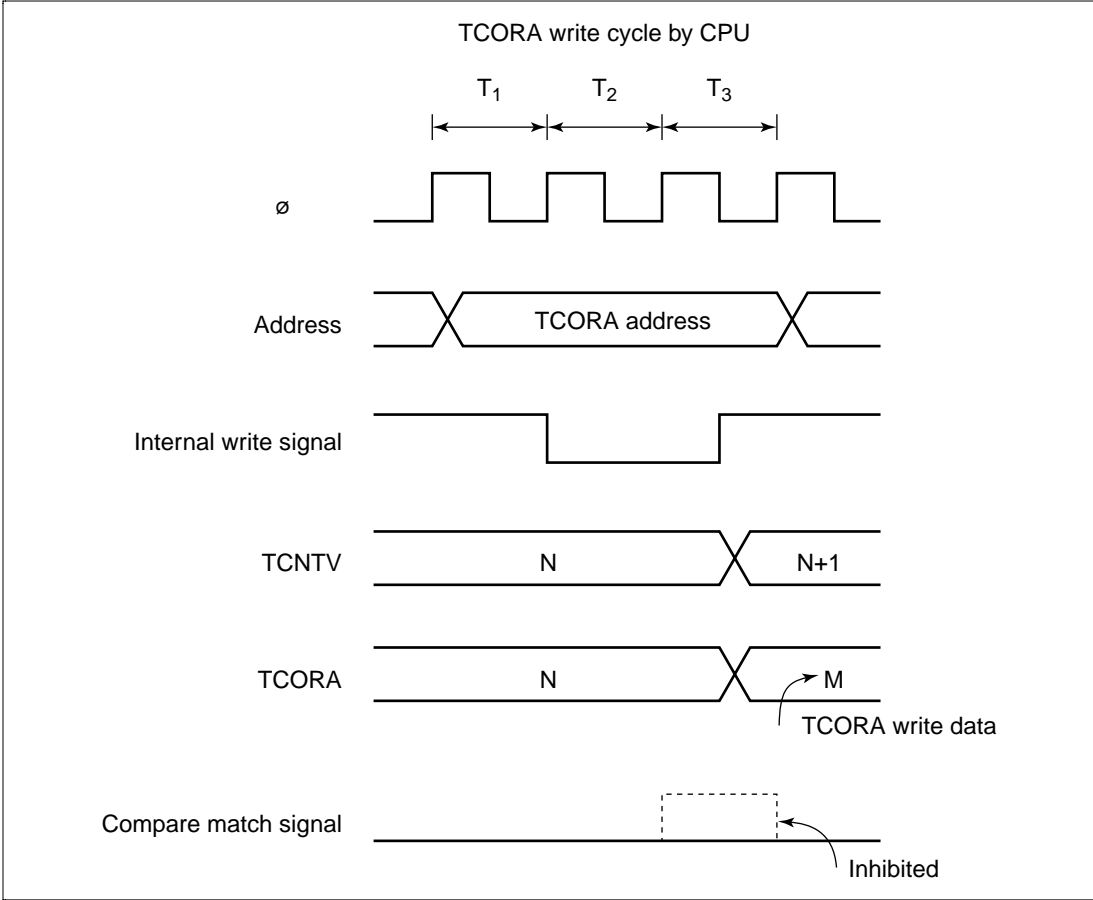 TCORA write cycle by CPU
T1 T2 T3
ø
Address TCORA address
Internal write signal
TCNTV N N+1
TCORA N M
TCORA write data
Compare match signal
Inhibited